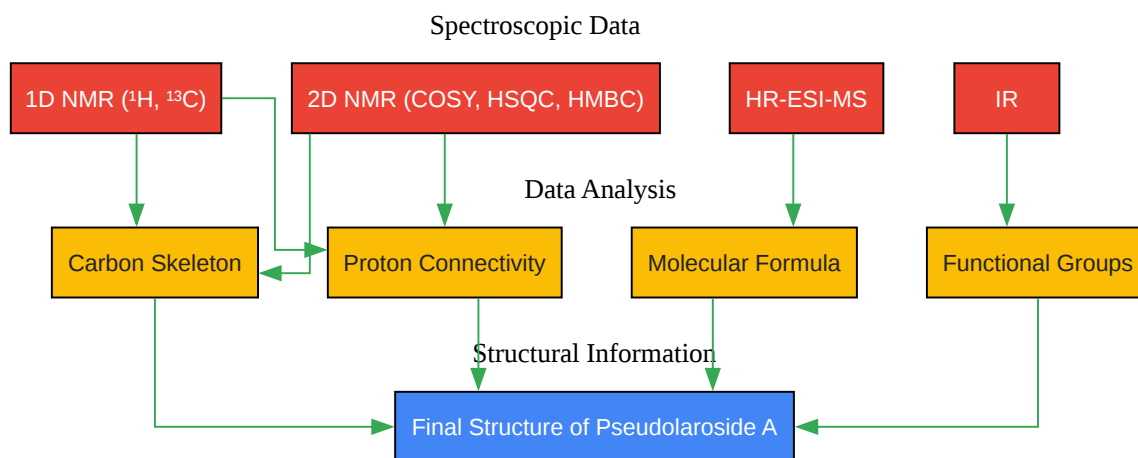 Spectroscopic Data
1D NMR (¹H, ¹³C)
2D NMR (COSY, HSQC, HMBC)
HR-ESI-MS
IR
Data Analysis
Carbon Skeleton
Proton Connectivity
Molecular Formula
Functional Groups
Structural Information
Final Structure of Pseudolaroside A